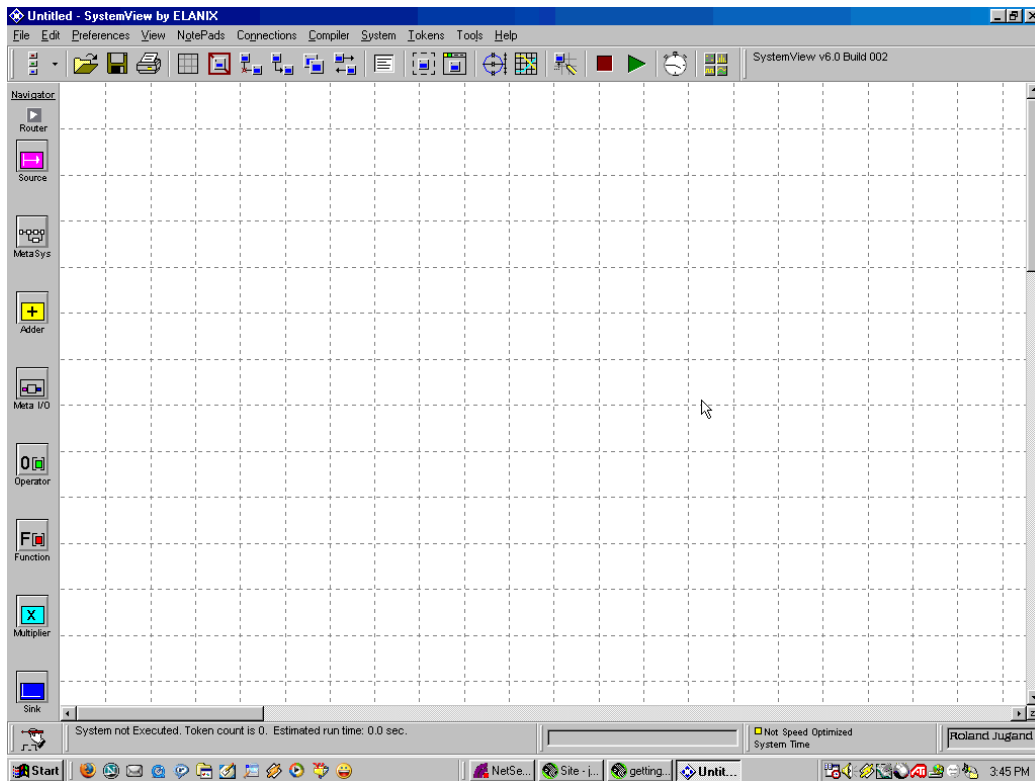 Untitled - SystemView by ELANIX
File Edit Preferences View NotePads Connections Compiler System Tokens Tools Help
SystemView v6.0 Build 002
Navigator
Router
Source
MetaSys
+
Adder
Meta I/O
O
Operator
F
Function
X
Multiplier
Sink
System not Executed. Token count is 0. Estimated run time: 0.0 sec.
Not Speed Optimized
System Time
Roland Jugand
Start
NetSe...
Site - j...
getting...
Untit...
3:45 PM